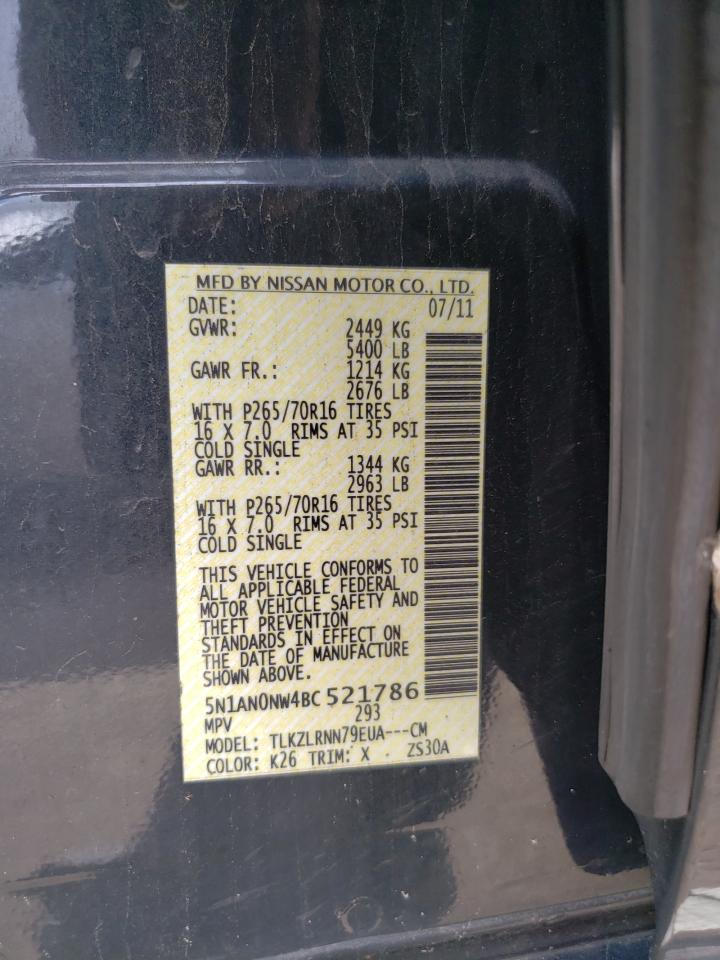 MFD BY NISSAN MOTOR CO., LTD.
DATE: 07/11
GVWR: 2449 KG
5400 LB
GAWR FR.: 1214 KG
2676 LB
WITH P265/70R16 TIRES
16 X 7.0 RIMS AT 35 PSI
COLD SINGLE
GAWR RR.: 1344 KG
2963 LB
WITH P265/70R16 TIRES
16 X 7.0 RIMS AT 35 PSI
COLD SINGLE
THIS VEHICLE CONFORMS TO
ALL APPLICABLE FEDERAL
MOTOR VEHICLE SAFETY AND
THEFT PREVENTION
STANDARDS IN EFFECT ON
THE DATE OF MANUFACTURE
SHOWN ABOVE.
5N1AN0NW4BC 521786
MPV 293
MODEL: TLKZLRNN79EUA---CM
COLOR: K26 TRIM: X . ZS30A